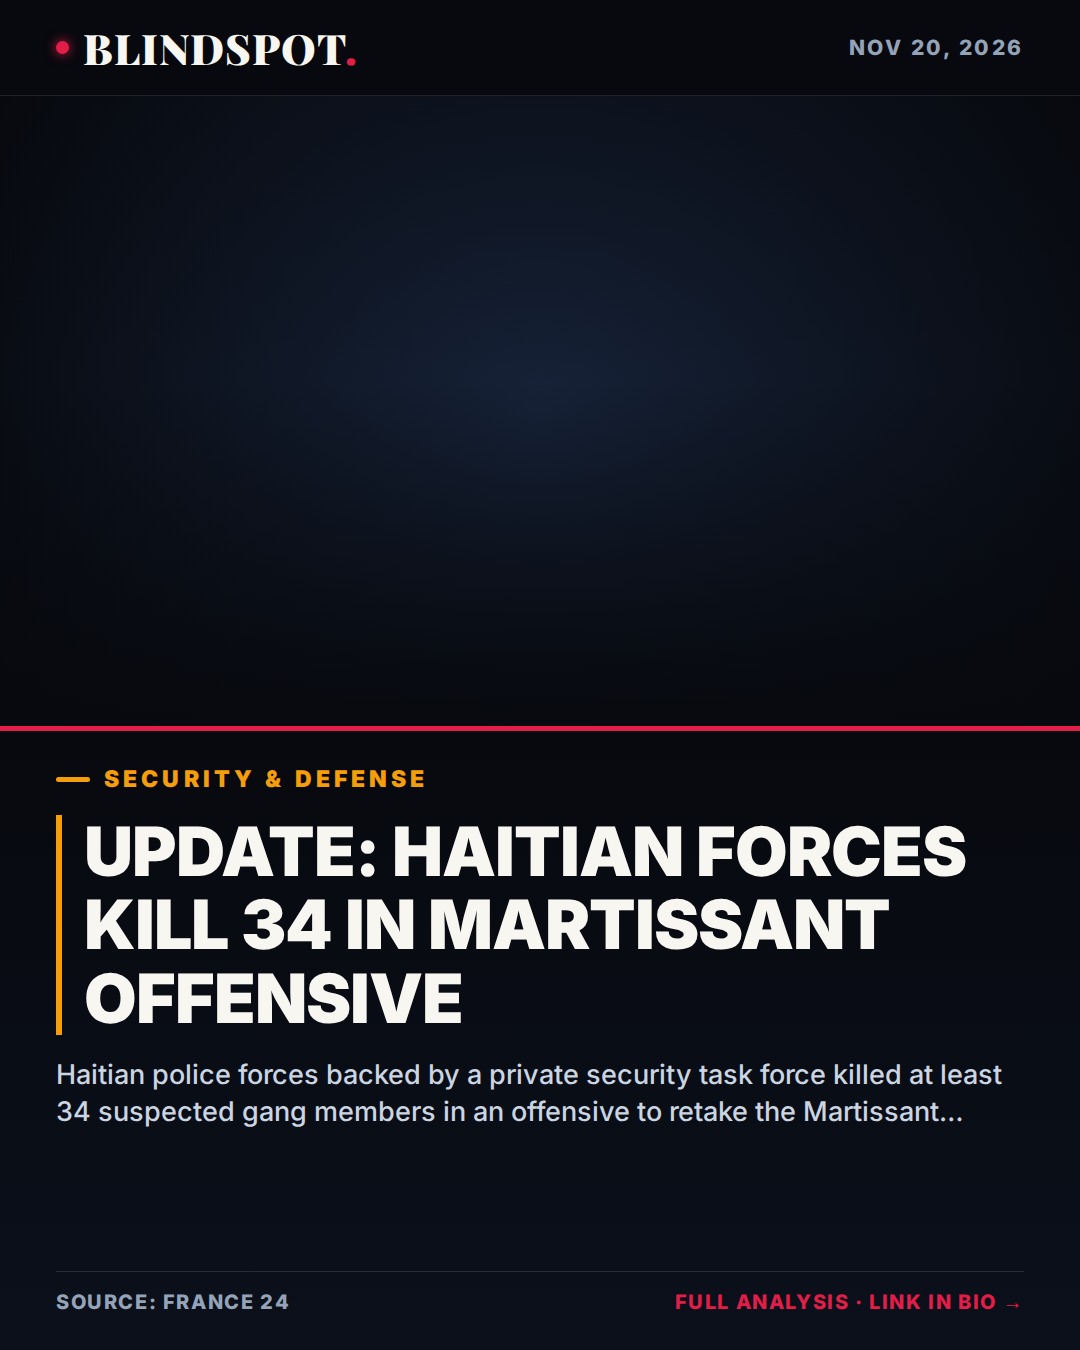 BLINDSPOT.
NOV 20, 2026
SECURITY & DEFENSE
UPDATE: HAITIAN FORCES
KILL 34 IN MARTISSANT
OFFENSIVE
Haitian police forces backed by a private security task force killed at least
34 suspected gang members in an offensive to retake the Martissant...
SOURCE: FRANCE 24
FULL ANALYSIS · LINK IN BIO →